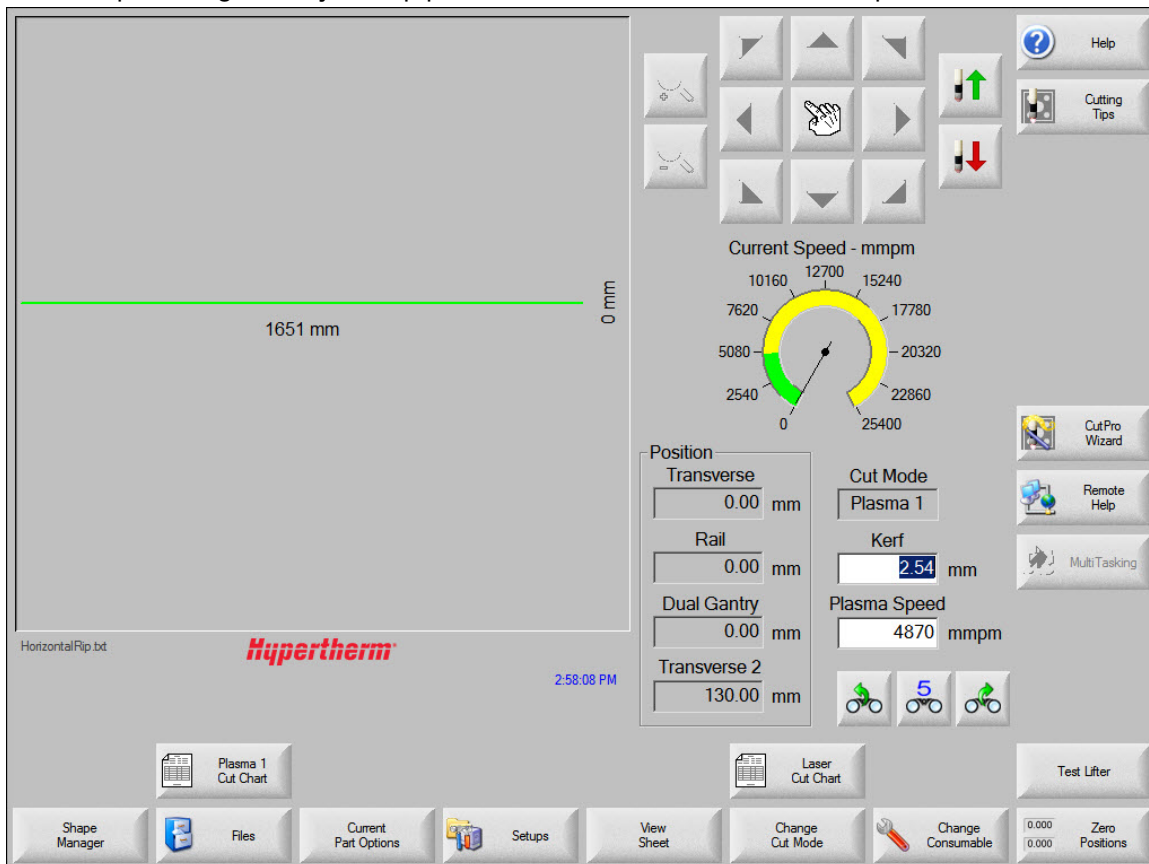 Help
Cutting
Tips
Current Speed - mmpm
0
2540
5080
7620
10160
12700
15240
17780
20320
22860
25400
1651 mm
0 mm
HorizontalRip.txt
Hypertherm
2:58:08 PM
Position
Transverse
0.00 mm
Rail
0.00 mm
Dual Gantry
0.00 mm
Transverse 2
130.00 mm
Cut Mode
Plasma 1
Kerf
2.54 mm
Plasma Speed
4870 mmpm
5
CutPro
Wizard
Remote
Help
MultiTasking
Plasma 1
Cut Chart
Laser
Cut Chart
Test Lifter
Shape
Manager
Files
Current
Part Options
Setups
View
Sheet
Change
Cut Mode
Change
Consumable
0.000
0.000
Zero
Positions